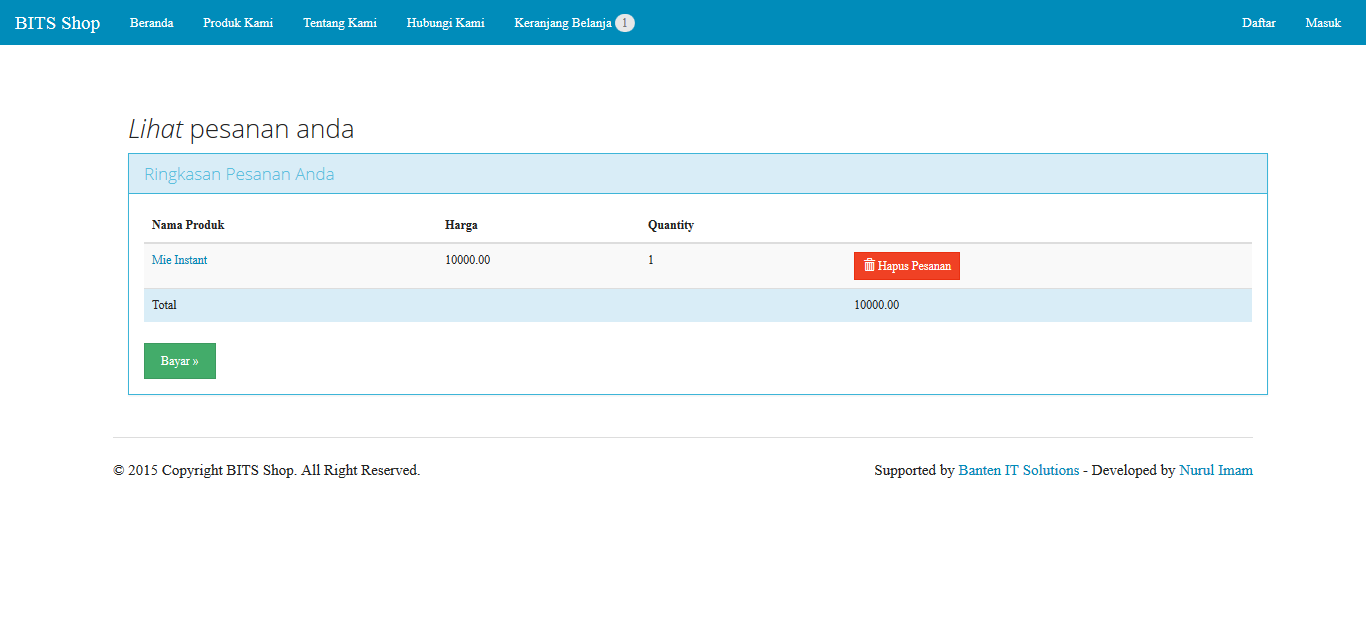 BITS Shop Beranda Produk Kami Tentang Kami Hubungi Kami Keranjang Belanja 1 Daftar Masuk
Lihat pesanan anda
Ringkasan Pesanan Anda
Nama Produk Harga Quantity
Mie Instant 10000.00 1 Hapus Pesanan
Total 10000.00
Bayar »
© 2015 Copyright BITS Shop. All Right Reserved. Supported by Banten IT Solutions - Developed by Nurul Imam